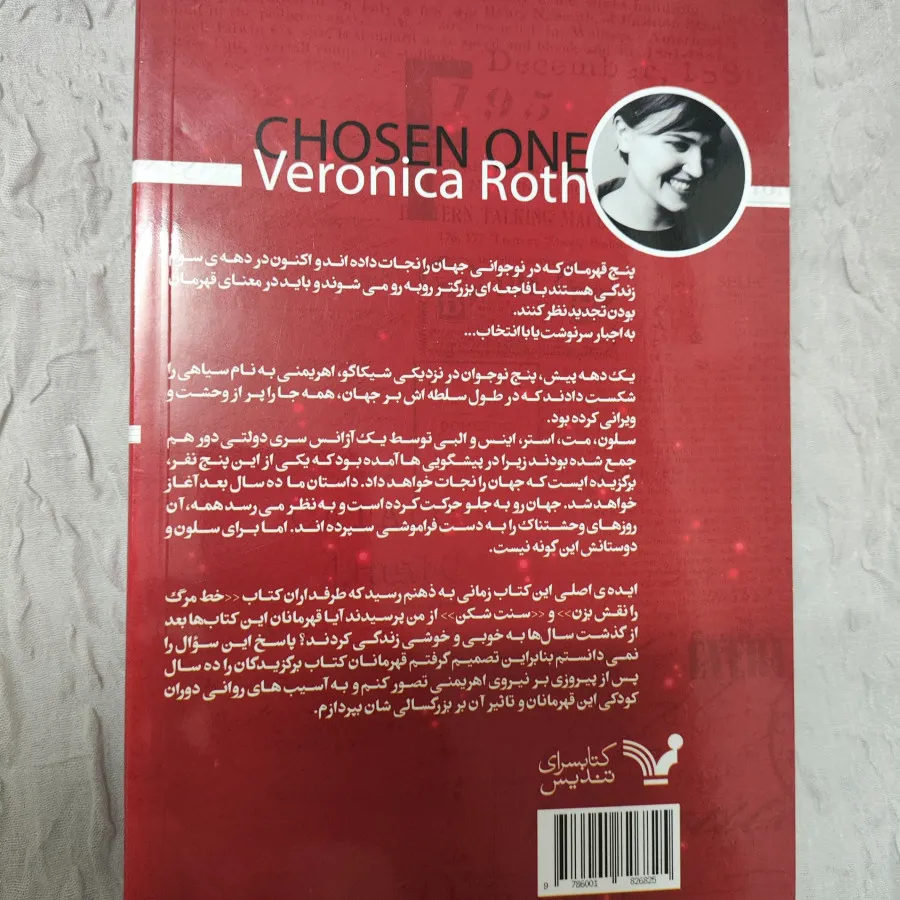 December, 189
1795
CHOSEN ONE
Veronica Roth
پنج قهرمان که در نوجوانی جهان را نجات داده اند و اکنون در دهه ی سوم
زندگی هستند با فاجعه ای بزرگتر روبه رو می شوند و باید در معنای قهرمان
بودن تجدید نظر کنند.
به اجبار سرنوشت یا با انتخاب...
یک دهه پیش، پنج نوجوان در نزدیکی شیکاگو، اهریمنی به نام سیاهی را
شکست دادند که در طول سلطه اش بر جهان، همه جا را پر از وحشت و
ویرانی کرده بود.
سلون، مت، استر، اینس و البی توسط یک آژانس سری دولتی دور هم
جمع شده بودند زیرا در پیشگویی ها آمده بود که یکی از این پنج نفر،
برگزیده ایست که جهان را نجات خواهد داد. داستان ما ده سال بعد آغاز
خواهد شد. جهان رو به جلو حرکت کرده است و به نظر می رسد همه، آن
روزهای وحشتناک را به دست فراموشی سپرده اند. اما برای سلون و
دوستانش این گونه نیست.
ایده ی اصلی این کتاب زمانی به ذهنم رسید که طرفداران کتاب <<خط مرگ
را نقش بزن>> و <<سنت شکن>> از من پرسیدند آیا قهرمانان این کتاب‌ها بعد
از گذشت سال‌ها به خوبی و خوشی زندگی کردند؟ پاسخ این سؤال را
نمی دانستم بنابراین تصمیم گرفتم قهرمانان کتاب برگزیدگان را ده سال
پس از پیروزی بر نیروی اهریمنی تصور کنم و به آسیب های روانی دوران
کودکی این قهرمانان و تاثیر آن بر بزرگسالی شان بپردازم.
کتابسرای
تندیس
9 786001 826825